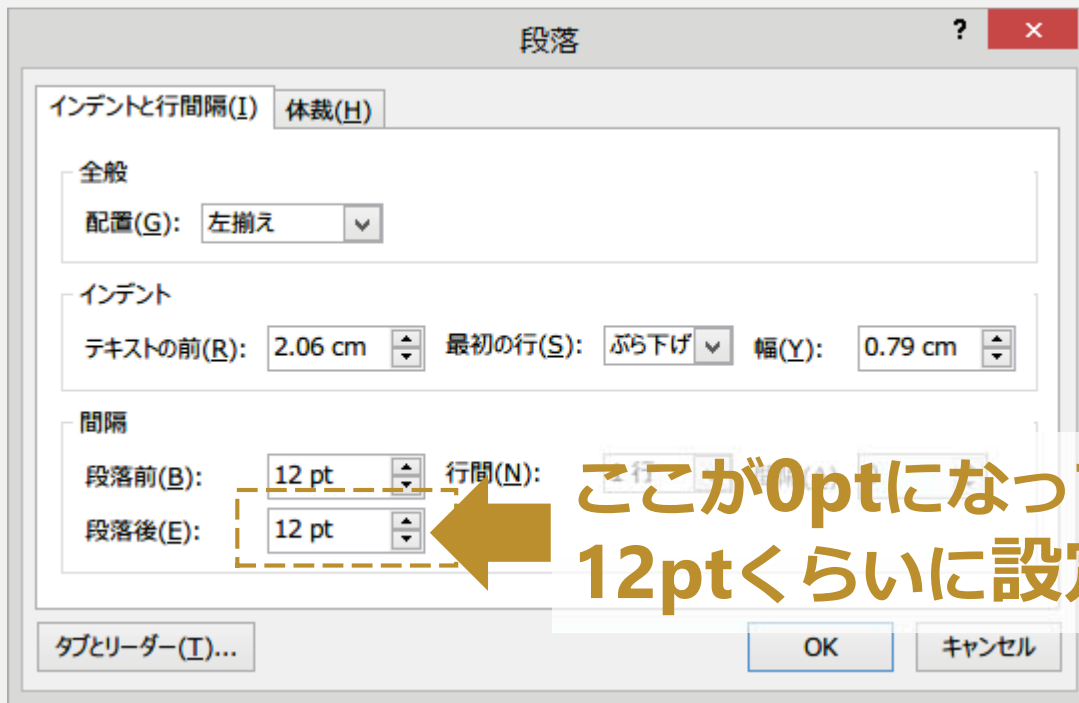 段落
?
×
インデントと行間隔(I) 体裁(H)
全般
配置(G): 左揃え
インデント
テキストの前(R): 2.06 cm 最初の行(S): ぶら下げ 幅(Y): 0.79 cm
間隔
段落前(B): 12 pt 行間(N):
段落後(E): 12 pt
ここが0ptになっ
12ptくらいに設
タブとリーダー(T)... OK キャンセル